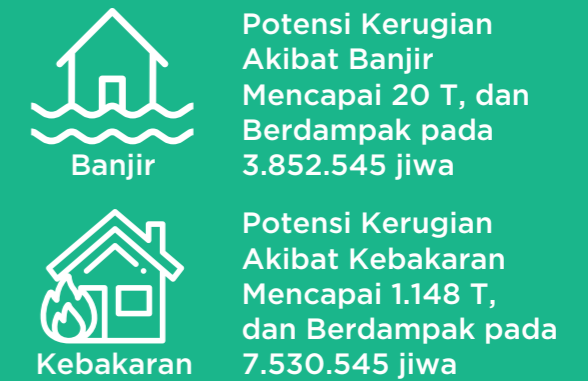 Banjir
Potensi Kerugian
Akibat Banjir
Mencapai 20 T, dan
Berdampak pada
3.852.545 jiwa
Kebakaran
Potensi Kerugian
Akibat Kebakaran
Mencapai 1.148 T,
dan Berdampak pada
7.530.545 jiwa